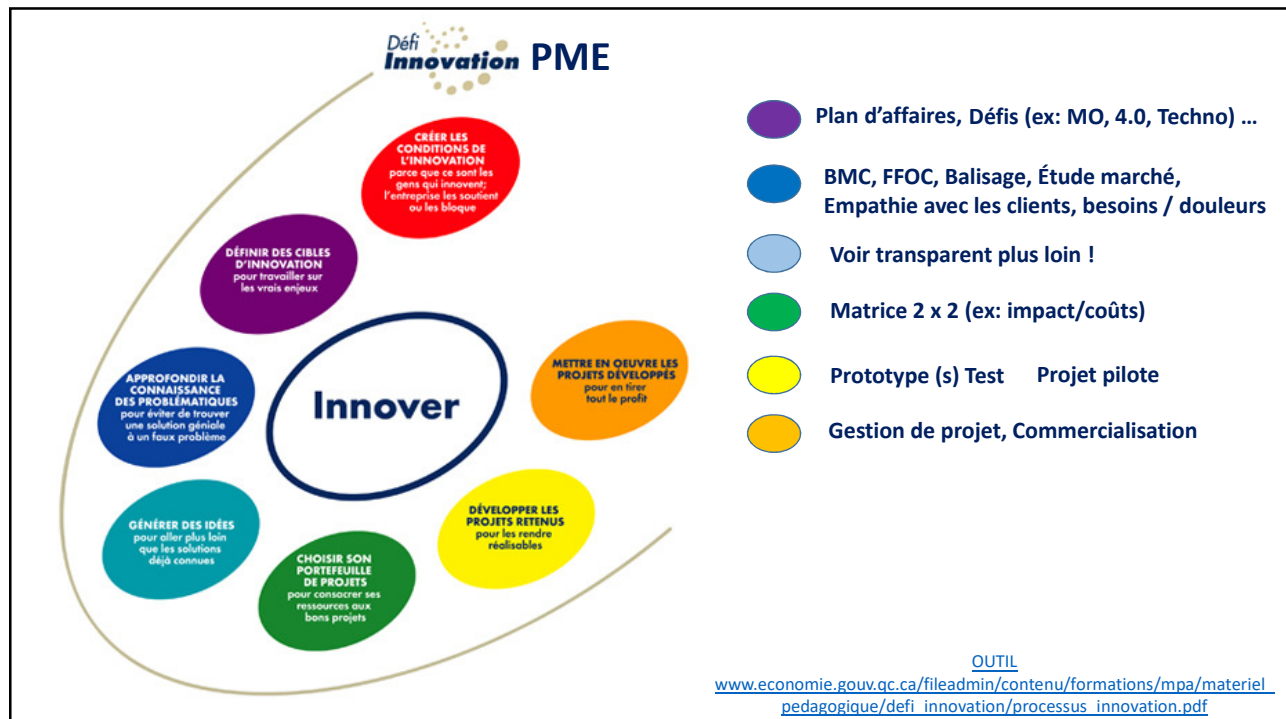 Défi
Innovation PME
CRÉER LES
CONDITIONS DE
L'INNOVATION
parce que ce sont les
gens qui innovent;
l'entreprise les soutient
ou les bloque
DÉFINIR DES CIBLES
D'INNOVATION
pour travailler sur
les vrais enjeux
APPROFONDIR LA
CONNAISSANCE
DES PROBLÉMATIQUES
pour éviter de trouver
une solution géniale
à un faux problème
GÉNÉRER DES IDÉES
pour aller plus loin
que les solutions
déjà connues
CHOISIR SON
PORTEFEUILLE
DE PROJETS
pour consacrer ses
ressources aux
bons projets
DÉVELOPPER LES
PROJETS RETENUS
pour les rendre
réalisables
METTRE EN OEUVRE LES
PROJETS DÉVELOPPÉS
pour en tirer
tout le profit
Innover
Plan d'affaires, Défis (ex: MO, 4.0, Techno) ...
BMC, FFOC, Balisage, Étude marché,
Empathie avec les clients, besoins / douleurs
Voir transparent plus loin !
Matrice 2 x 2 (ex: impact/coûts)
Prototype (s) Test Projet pilote
Gestion de projet, Commercialisation
OUTIL
www.economie.gouv.qc.ca/fileadmin/contenu/formations/mpa/materiel_
pedagogique/defi_innovation/processus_innovation.pdf